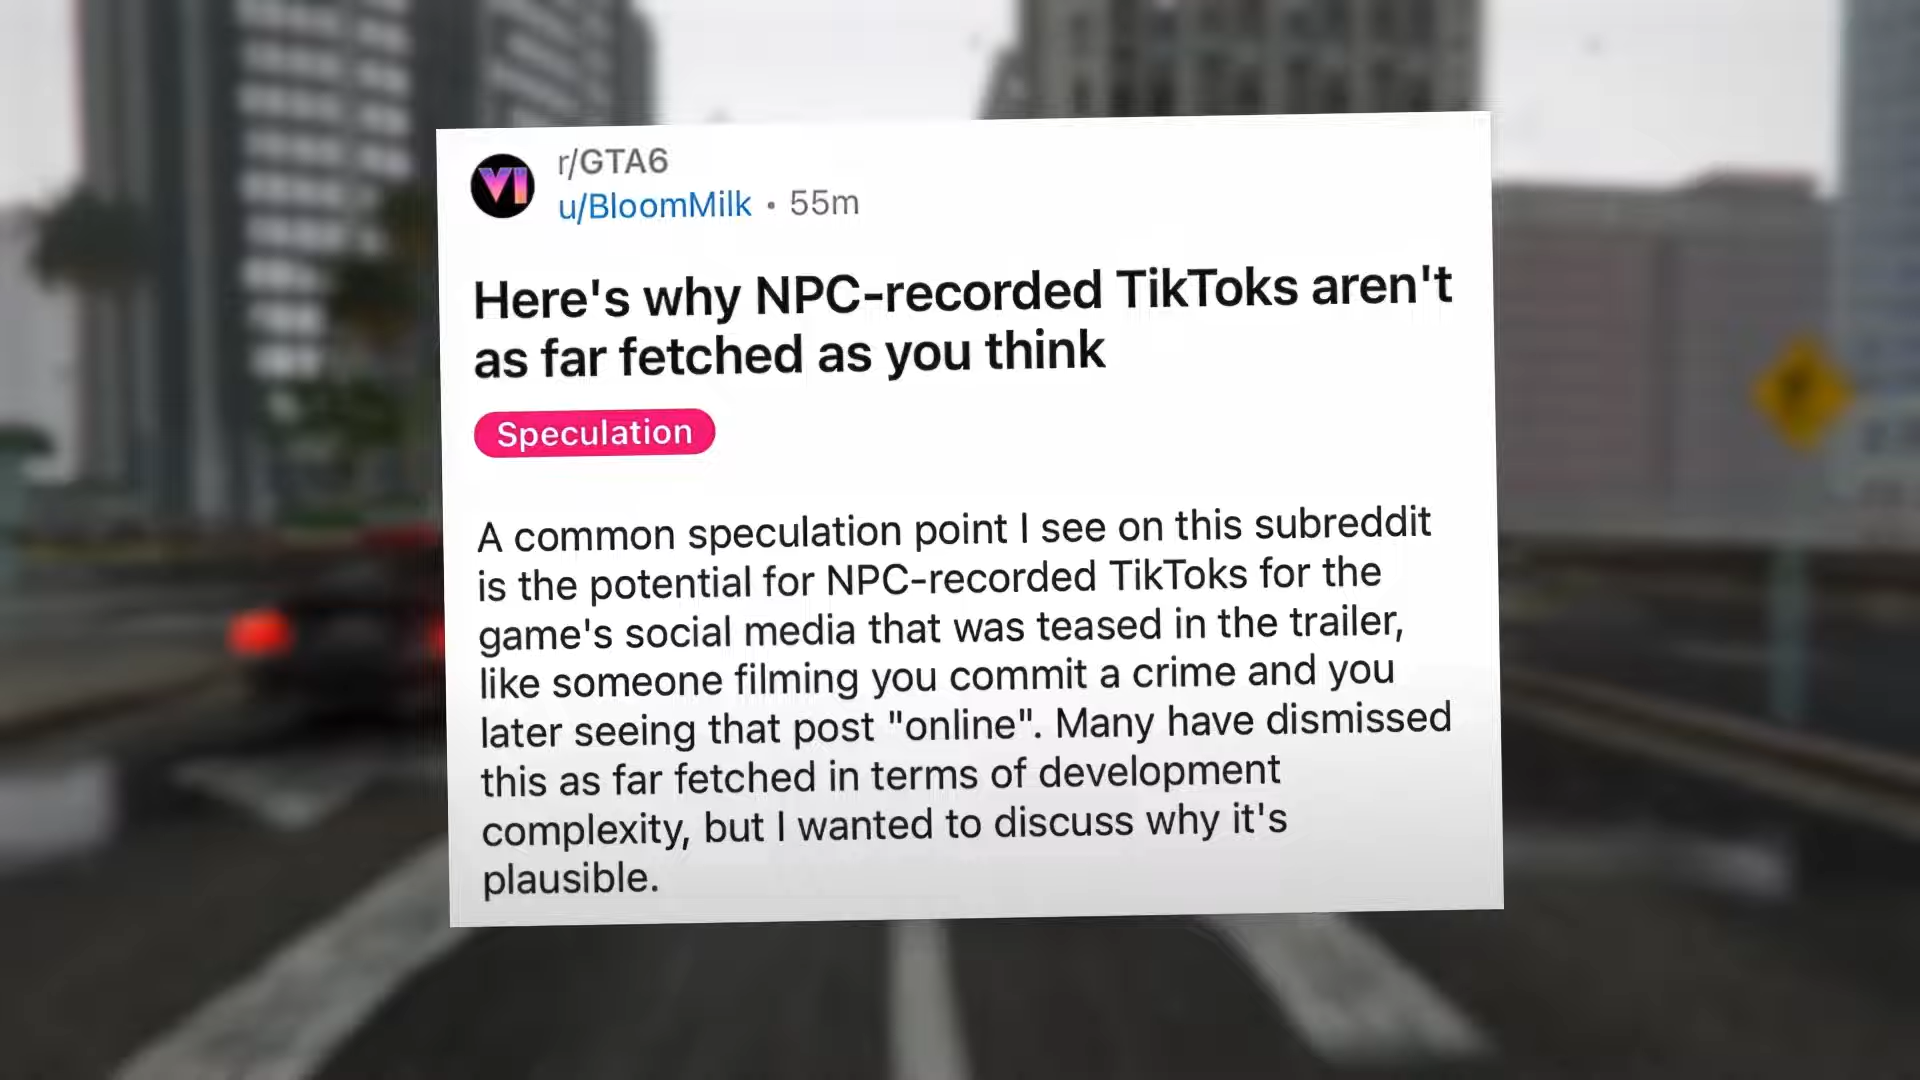 VI
r/GTA6
u/BloomMilk • 55m
Here's why NPC-recorded TikToks aren't
as far fetched as you think
Speculation
A common speculation point I see on this subreddit
is the potential for NPC-recorded TikToks for the
game's social media that was teased in the trailer,
like someone filming you commit a crime and you
later seeing that post "online". Many have dismissed
this as far fetched in terms of development
complexity, but I wanted to discuss why it's
plausible.